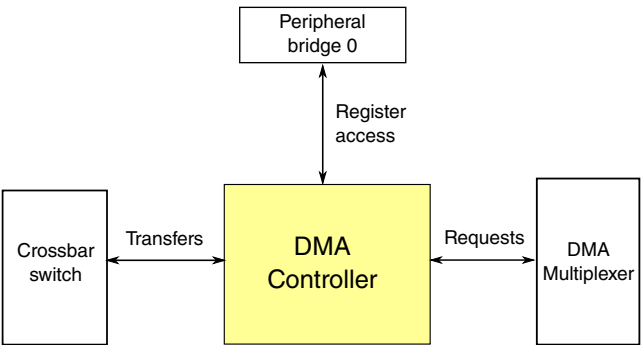 Peripheral
bridge 0
Register
access
Crossbar
switch
Transfers
DMA
Controller
Requests
DMA
Multiplexer